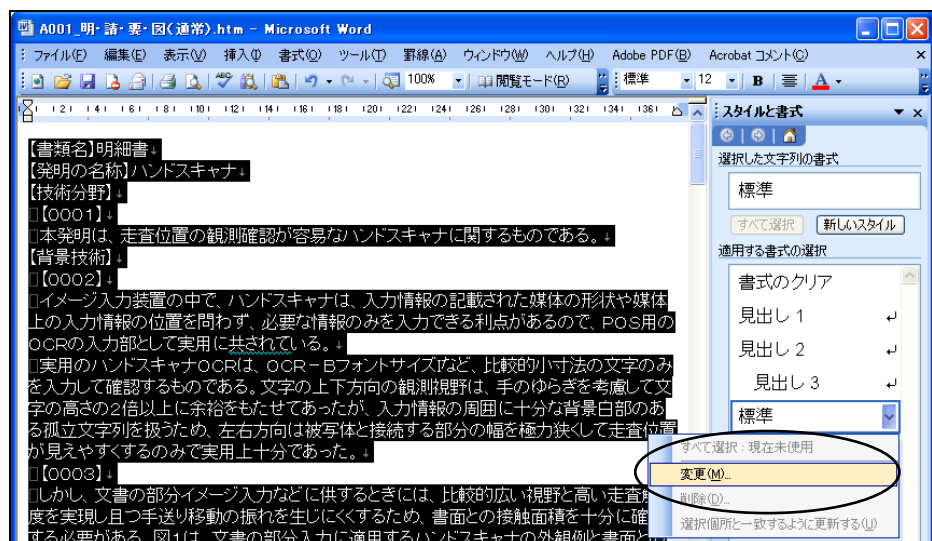 A001_明・請・要・図(通常).htm - Microsoft Word
ファイル(F) 編集(E) 表示(V) 挿入(I) 書式(O) ツール(T) 罫線(A) ウィンドウ(W) ヘルプ(H) Adobe PDF(B) Acrobat コメント(C)
100% 閲覧モード(R) 標準 12 B A
2 4 6 8 10 12 14 16 18 20 22 24 26 28 30 32 34 36
スタイルと書式
選択した文字列の書式
標準
すべて選択 新しいスタイル
適用する書式の選択
書式のクリア
見出し 1
見出し 2
見出し 3
標準
すべて選択 : 現在未使用
変更(M)...
削除(D)...
選択個所と一致するように更新する(U)
【書類名】明細書↓
【発明の名称】ハンドスキャナ↓
【技術分野】↓
【0001】↓
本発明は、走査位置の観測確認が容易なハンドスキャナに関するものである。↓
【背景技術】↓
【0002】↓
イメージ入力装置の中で、ハンドスキャナは、入力情報の記載された媒体の形状や媒体
上の入力情報の位置を問わず、必要な情報のみを入力できる利点があるので、POS用の
OCRの入力部として実用に共されている。↓
実用のハンドスキャナOCRは、OCR-Bフォントサイズなど、比較的小寸法の文字のみ
を入力して確認するものである。文字の上下方向の観測視野は、手のゆらぎを考慮して文
字の高さの2倍以上に余裕をもたせてあったが、入力情報の周囲に十分な背景白部のあ
る孤立文字列を扱うため、左右方向は被写体と接続する部分の幅を極力狭くして走査位置
が見えやすくするのみで実用上十分であった。↓
【0003】↓
しかし、文書の部分イメージ入力などに供するときには、比較的広い視野と高い走査
度を実現し且つ手送り移動の振れを生じにくくするため、書面との接触面積を十分に確
する必要がある。図1は、文書の部分入力に適用するハンドスキャナの外観例と書面と